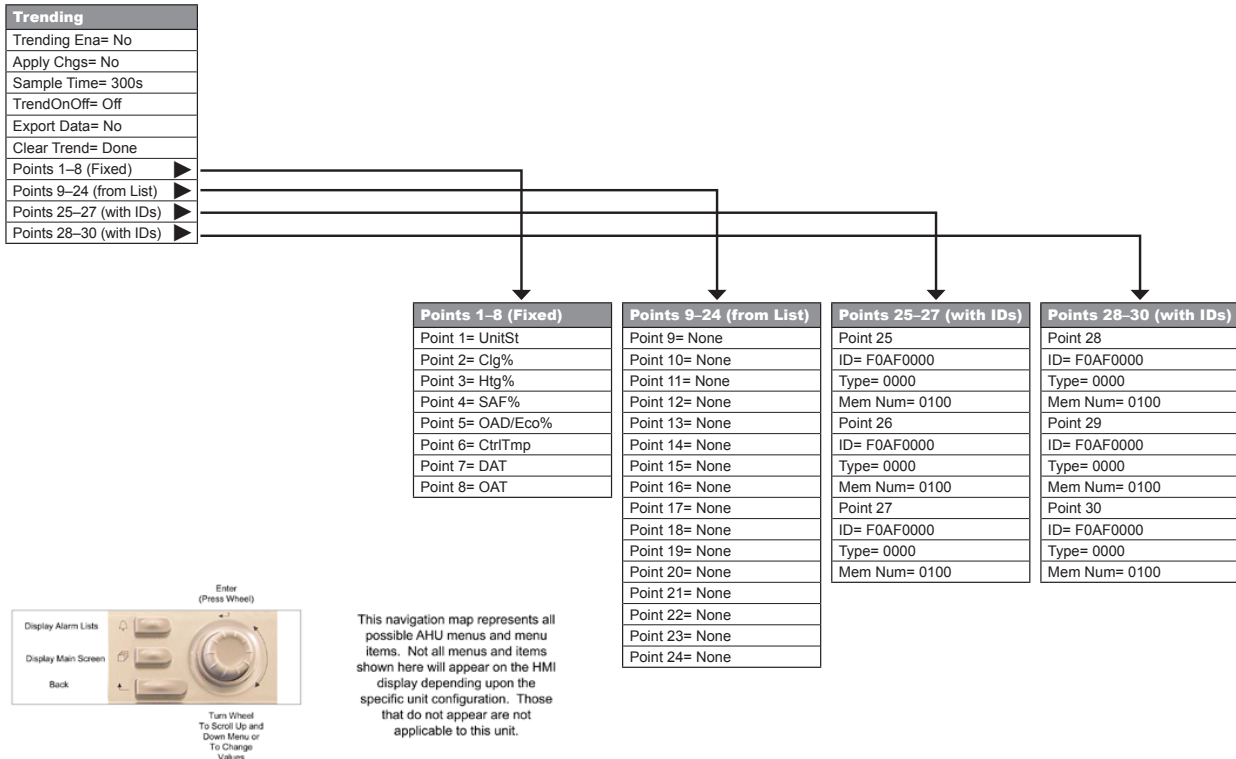 Trending
Trending Ena= No
Apply Chgs= No
Sample Time= 300s
TrendOnOff= Off
Export Data= No
Clear Trend= Done
Points 1–8 (Fixed)
Points 9–24 (from List)
Points 25–27 (with IDs)
Points 28–30 (with IDs)
Points 1–8 (Fixed)
Point 1= UnitSt
Point 2= Clg%
Point 3= Htg%
Point 4= SAF%
Point 5= OAD/Eco%
Point 6= CtrlTmp
Point 7= DAT
Point 8= OAT
Points 9–24 (from List)
Point 9= None
Point 10= None
Point 11= None
Point 12= None
Point 13= None
Point 14= None
Point 15= None
Point 16= None
Point 17= None
Point 18= None
Point 19= None
Point 20= None
Point 21= None
Point 22= None
Point 23= None
Point 24= None
Points 25–27 (with IDs)
Point 25
ID= F0AF0000
Type= 0000
Mem Num= 0100
Point 26
ID= F0AF0000
Type= 0000
Mem Num= 0100
Point 27
ID= F0AF0000
Type= 0000
Mem Num= 0100
Points 28–30 (with IDs)
Point 28
ID= F0AF0000
Type= 0000
Mem Num= 0100
Point 29
ID= F0AF0000
Type= 0000
Mem Num= 0100
Point 30
ID= F0AF0000
Type= 0000
Mem Num= 0100
Enter
(Press Wheel)
Display Alarm Lists
Display Main Screen
Back
Turn Wheel
To Scroll Up and
Down Menu or
To Change
Values
This navigation map represents all
possible AHU menus and menu
items. Not all menus and items
shown here will appear on the HMI
display depending upon the
specific unit configuration. Those
that do not appear are not
applicable to this unit.